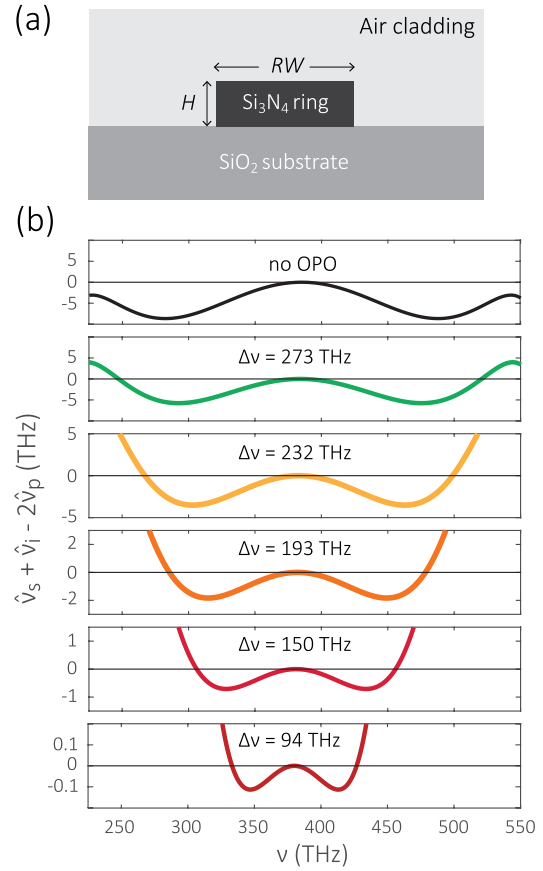 (a)
Air cladding
RW
H
Si₃N₄ ring
SiO₂ substrate
(b)
ν̂ₛ + ν̂ᵢ - 2ν̂ₚ (THz)
no OPO
5
0
-5
Δν = 273 THz
5
0
-5
Δν = 232 THz
5
0
-5
Δν = 193 THz
2
0
-2
Δν = 150 THz
1
0
-1
Δν = 94 THz
0.1
0
-0.1
250 300 350 400 450 500 550
ν (THz)